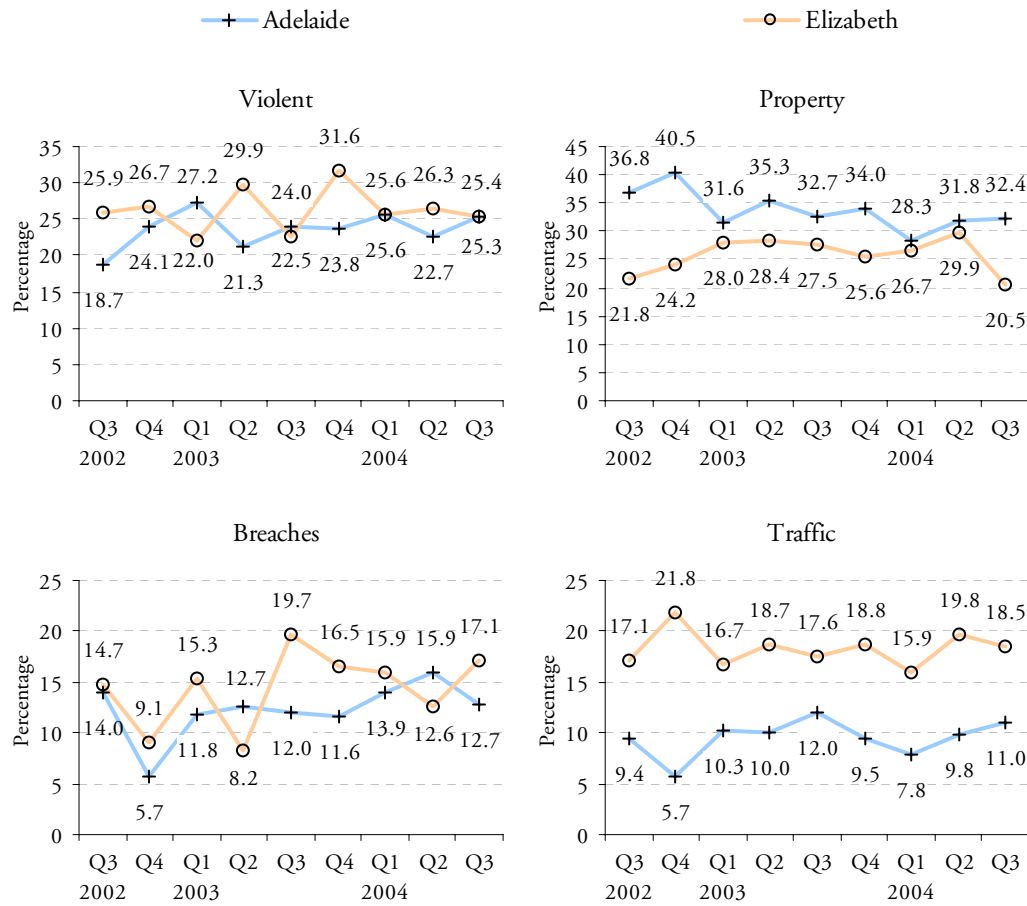 Adelaide Elizabeth
Violent
Percentage
35
30
25
20
15
10
5
0
25.9 26.7 27.2 29.9 24.0 31.6 25.6 26.3 25.4
18.7 24.1 22.0 21.3 22.5 23.8 25.6 22.7 25.3
Q3 Q4 Q1 Q2 Q3 Q4 Q1 Q2 Q3
2002 2003 2004
Property
Percentage
45
40
35
30
25
20
15
10
5
0
36.8 40.5 31.6 35.3 32.7 34.0 28.3 31.8 32.4
21.8 24.2 28.0 28.4 27.5 25.6 26.7 29.9 20.5
Q3 Q4 Q1 Q2 Q3 Q4 Q1 Q2 Q3
2002 2003 2004
Breaches
Percentage
25
20
15
10
5
0
14.7 9.1 15.3 12.7 19.7 16.5 15.9 15.9 17.1
14.0 5.7 11.8 8.2 12.0 11.6 13.9 12.6 12.7
Q3 Q4 Q1 Q2 Q3 Q4 Q1 Q2 Q3
2002 2003 2004
Traffic
Percentage
25
20
15
10
5
0
17.1 21.8 16.7 18.7 17.6 18.8 15.9 19.8 18.5
9.4 5.7 10.3 10.0 12.0 9.5 7.8 9.8 11.0
Q3 Q4 Q1 Q2 Q3 Q4 Q1 Q2 Q3
2002 2003 2004